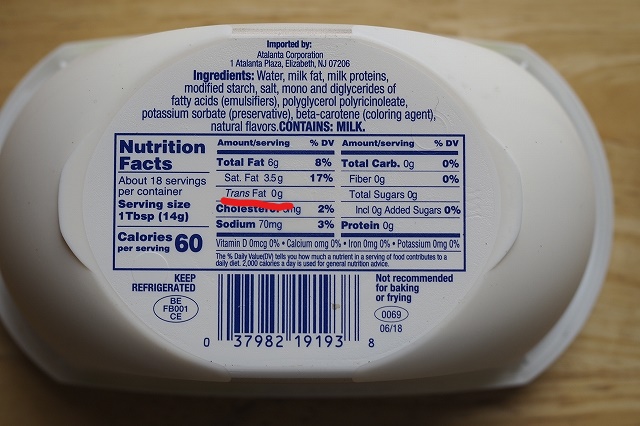 Imported by:
Atalanta Corporation
1 Atalanta Plaza, Elizabeth, NJ 07206
Ingredients: Water, milk fat, milk proteins,
modified starch, salt, mono and diglycerides of
fatty acids (emulsifiers), polyglycerol polyricinoleate,
potassium sorbate (preservative), beta-carotene (coloring agent),
natural flavors.CONTAINS: MILK.
Nutrition
Facts
About 18 servings
per container
Serving size
1Tbsp (14g)
Calories
per serving 60
Amount/serving % DV
Total Fat 6g 8%
Sat. Fat 3.5g 17%
Trans Fat 0g
Cholesterol mg 2%
Sodium 70mg 3%
Amount/serving % DV
Total Carb. 0g 0%
Fiber 0g 0%
Total Sugars 0g
Incl 0g Added Sugars 0%
Protein 0g
Vitamin D 0mcg 0% • Calcium omg 0% • Iron 0mg 0% • Potassium 0mg 0%
The % Daily Value(DV) tells you how much a nutrient in a serving of food contributes to a
daily diet. 2,000 calories a day is used for general nutrition advice.
KEEP
REFRIGERATED
BE
FB001
CE
0 37982 19193 8
Not recommended
for baking
or frying
0069
06/18